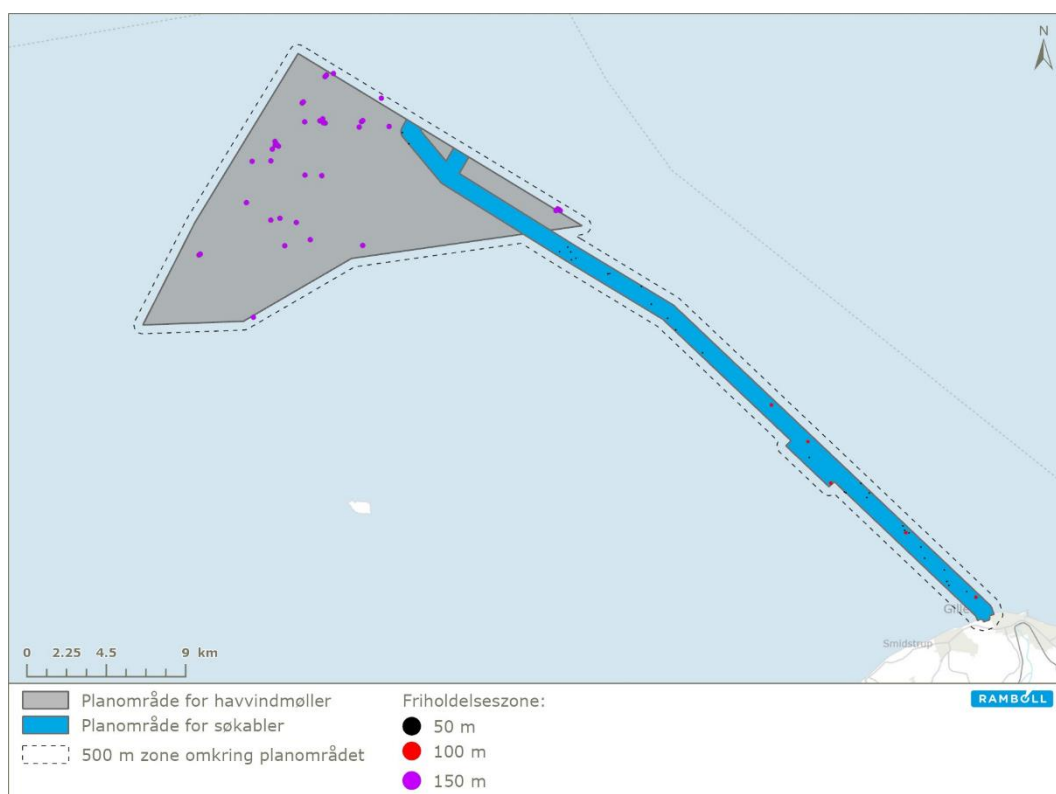 N
Gille
Smidstrup
0 2.25 4.5 9 km
RAMBOLL
Planområde for havvindmøller
Planområde for søkabler
500 m zone omkring planområdet
Friholdelseszone:
50 m
100 m
150 m